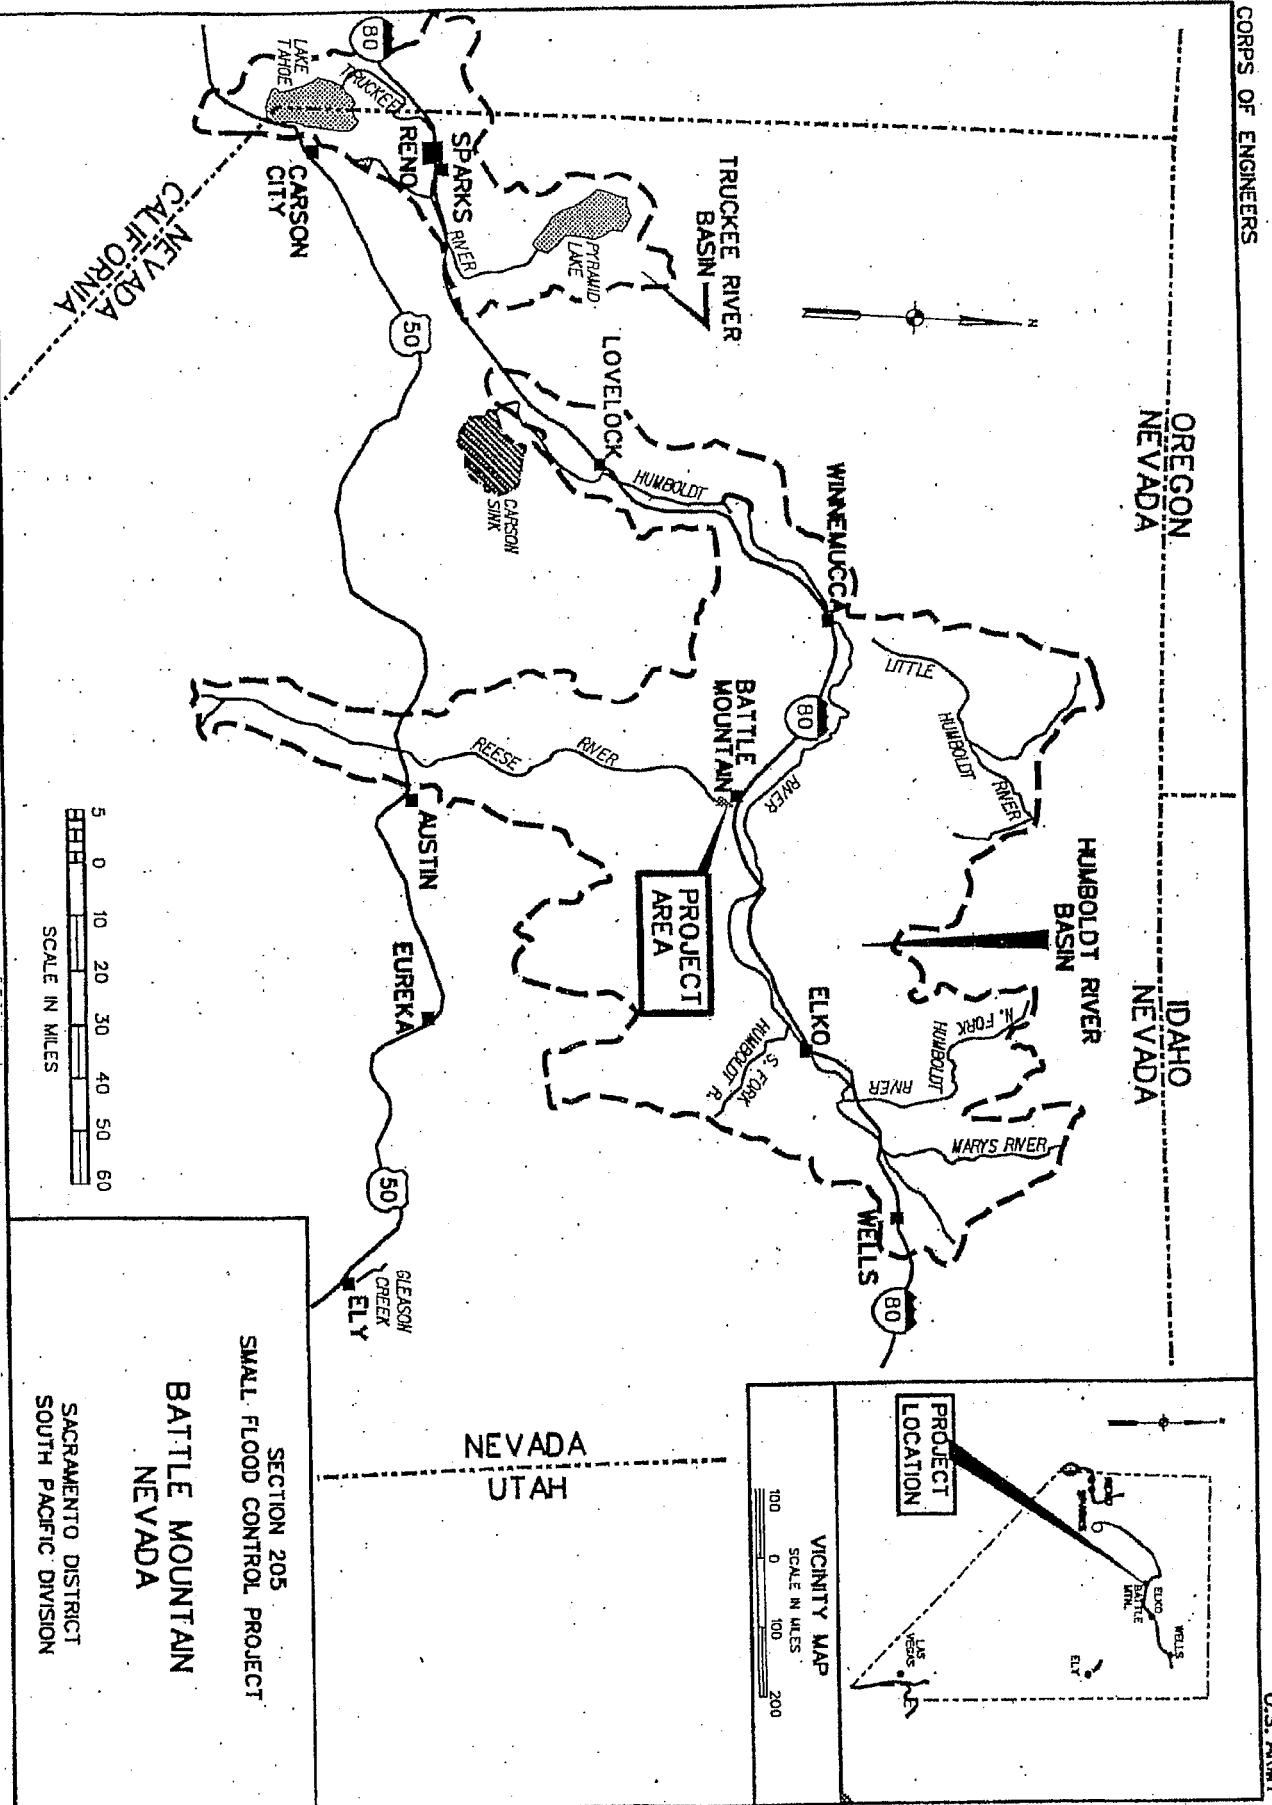 CORPS OF ENGINEERS
U.S. ARMY
OREGON
NEVADA
IDAHO
NEVADA
N
TRUCKEE RIVER
BASIN
HUMBOLDT RIVER
BASIN
WINNEMUCCA
LITTLE
HUMBOLDT
RIVER
N. FORK
HUMBOLDT
RIVER
MARYS RIVER
WELLS
80
ELKO
S. FORK
HUMBOLDT R.
80
RIVER
BATTLE
MOUNTAIN
PROJECT
AREA
HUMBOLDT
LOVELOCK
PYRAMID
LAKE
CARSON
SINK
SPARKS
RENO
RIVER
TRUCKEE
80
LAKE
TAHOE
CARSON
CITY
NEVADA
CALIFORNIA
50
REESE
RIVER
AUSTIN
EUREKA
50
GLEASON
CREEK
ELY
NEVADA
UTAH
5 0 10 20 30 40 50 60
SCALE IN MILES
PROJECT
LOCATION
RENO
SPARKS
ELKO
BATTLE
MTN.
WELLS
ELY
LAS
VEGAS
VICINITY MAP
SCALE IN MILES
100 0 100 200
SECTION 205
SMALL FLOOD CONTROL PROJECT
BATTLE MOUNTAIN
NEVADA
SACRAMENTO DISTRICT
SOUTH PACIFIC DIVISION